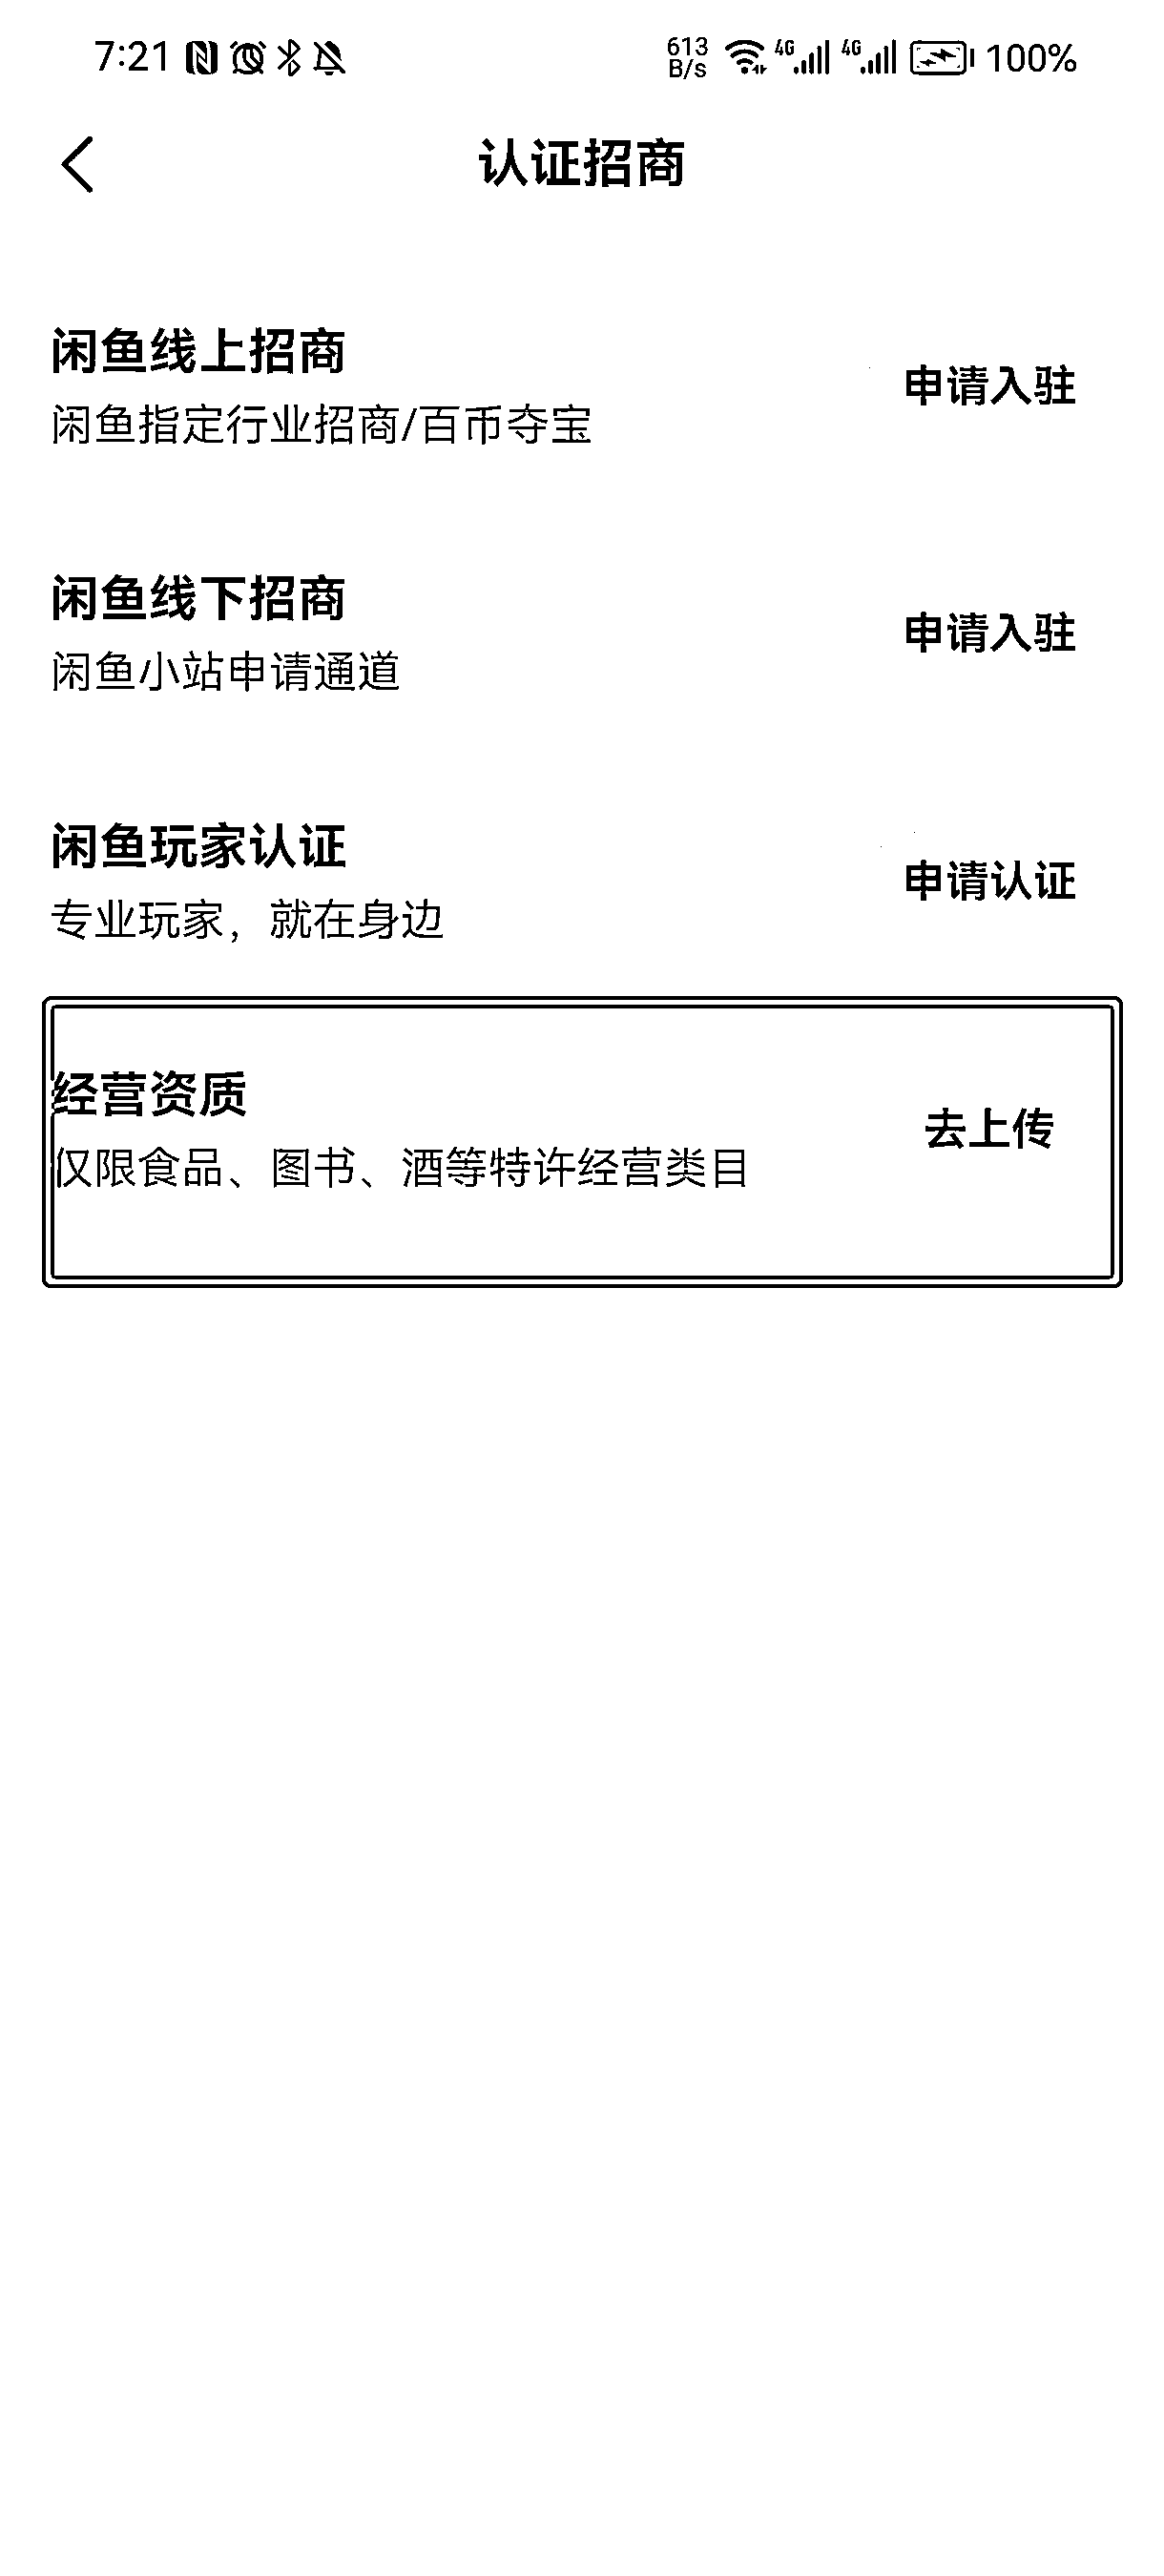 7:21 613 B/s 4G 4G 100%
认证招商
闲鱼线上招商
闲鱼指定行业招商/百币夺宝
申请入驻
闲鱼线下招商
闲鱼小站申请通道
申请入驻
闲鱼玩家认证
专业玩家，就在身边
申请认证
经营资质
仅限食品、图书、酒等特许经营类目
去上传